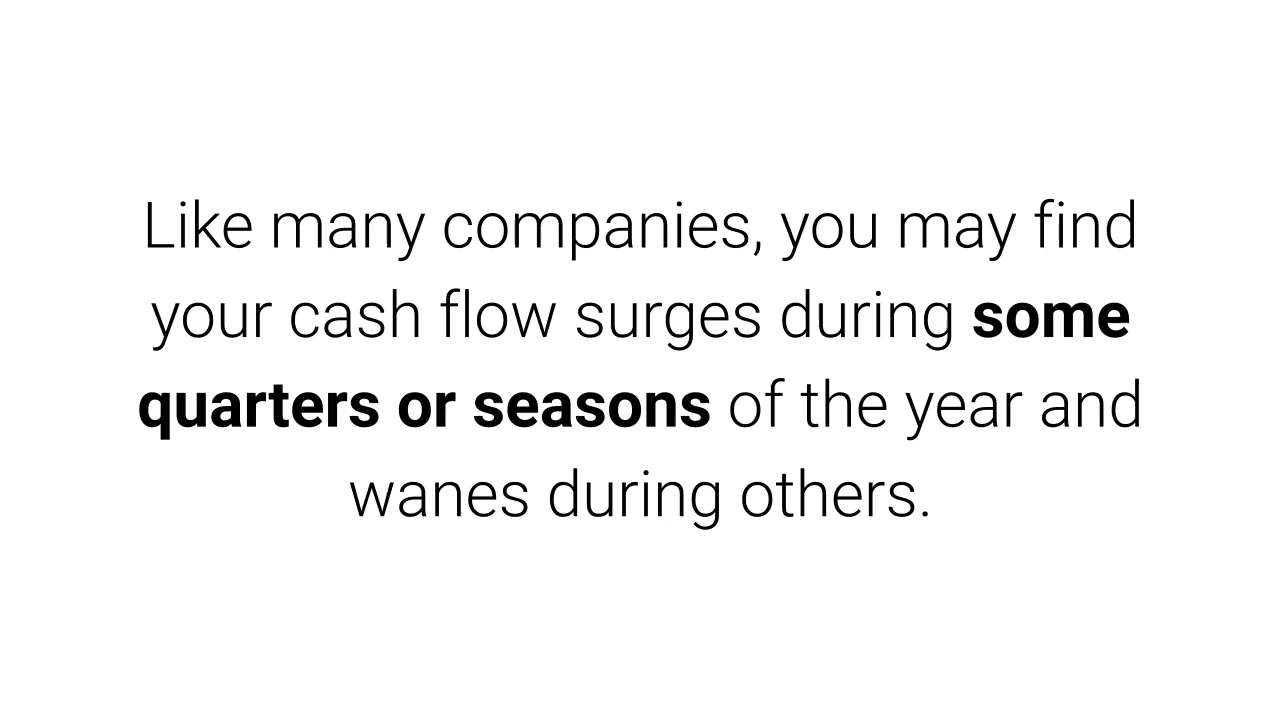 Like many companies, you may find
your cash flow surges during some
quarters or seasons of the year and
wanes during others.